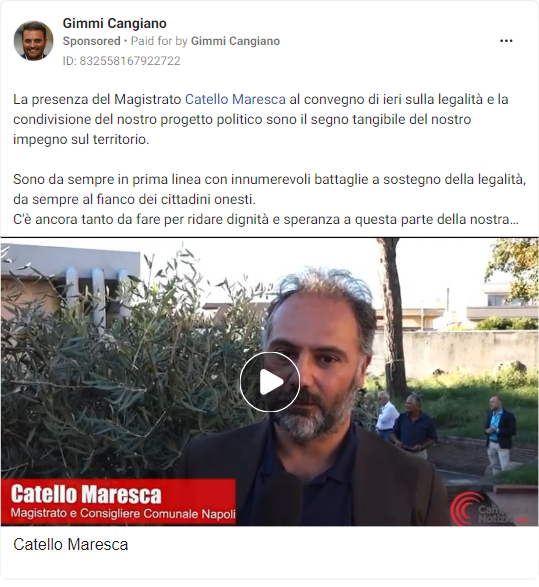 Gimmi Cangiano
Sponsored • Paid for by Gimmi Cangiano
ID: 832558167922722
La presenza del Magistrato Catello Maresca al convegno di ieri sulla legalità e la
condivisione del nostro progetto politico sono il segno tangibile del nostro
impegno sul territorio.
Sono da sempre in prima linea con innumerevoli battaglie a sostegno della legalità,
da sempre al fianco dei cittadini onesti.
C'è ancora tanto da fare per ridare dignità e speranza a questa parte della nostra...
Catello Maresca
Magistrato e Consigliere Comunale Napoli
Campania
Notizie
Catello Maresca